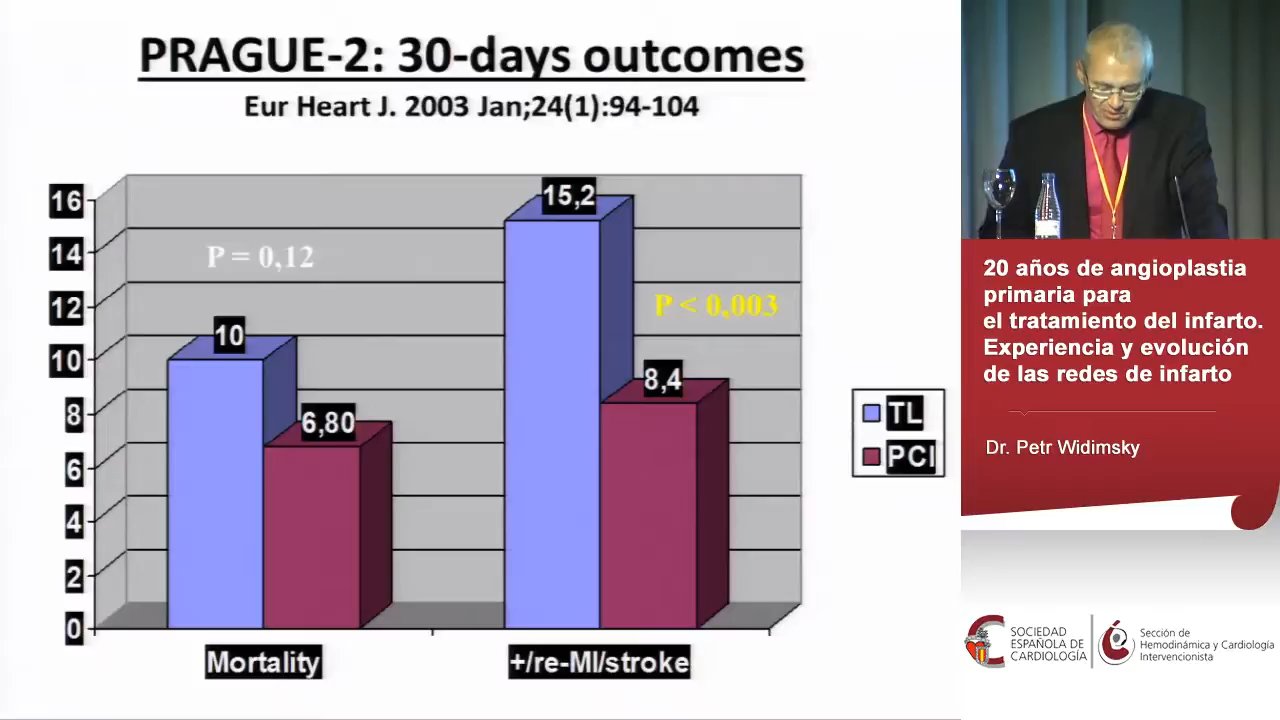 PRAGUE-2: 30-days outcomes
Eur Heart J. 2003 Jan;24(1):94-104
16
14
12
10
8
6
4
2
0
P = 0,12
10
6,80
15,2
P < 0,003
8,4
Mortality
+/re-MI/stroke
TL
PCI
20 años de angioplastia
primaria para
el tratamiento del infarto.
Experiencia y evolución
de las redes de infarto
Dr. Petr Widimsky
SOCIEDAD
ESPAÑOLA DE
CARDIOLOGÍA
Sección de
Hemodinámica y Cardiología
Intervencionista